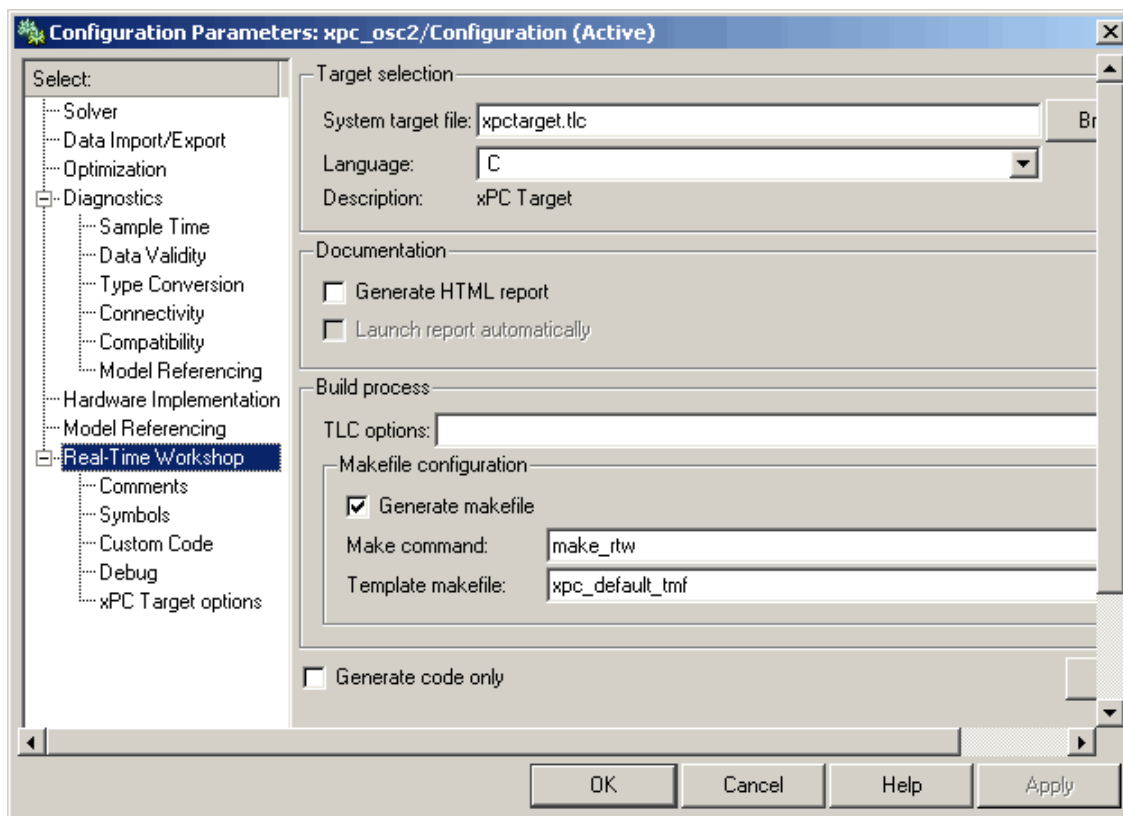 Configuration Parameters: xpc_osc2/Configuration (Active)
Select:
Solver
Data Import/Export
Optimization
Diagnostics
Sample Time
Data Validity
Type Conversion
Connectivity
Compatibility
Model Referencing
Hardware Implementation
Model Referencing
Real-Time Workshop
Comments
Symbols
Custom Code
Debug
xPC Target options
Target selection
System target file: xpctarget.tlc Br
Language: C
Description: xPC Target
Documentation
Generate HTML report
Launch report automatically
Build process
TLC options:
Makefile configuration
Generate makefile
Make command: make_rtw
Template makefile: xpc_default_tmf
Generate code only
OK Cancel Help Apply